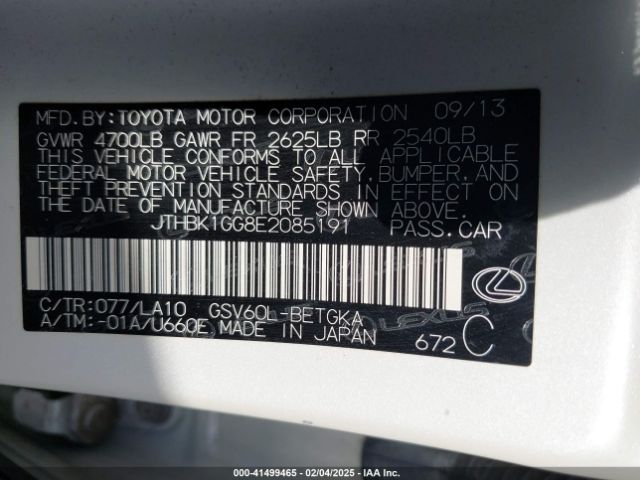 MFD.BY:TOYOTA MOTOR CORPORATION 09/13
GVWR 4700LB GAWR FR 2625LB RR 2540LB
THIS VEHICLE CONFORMS TO ALL APPLICABLE
FEDERAL MOTOR VEHICLE SAFETY, BUMPER, AND
THEFT PREVENTION STANDARDS IN EFFECT ON
THE DATE OF MANUFACTURE SHOWN ABOVE.
JTHBK1GG8E2085191 PASS.CAR
C/TR:077/LA10 GSV60L-BETGKA
A/TM:-01A/U660E MADE IN JAPAN
672 C
LEXUS
000-41499465 - 02/04/2025 - IAA Inc.